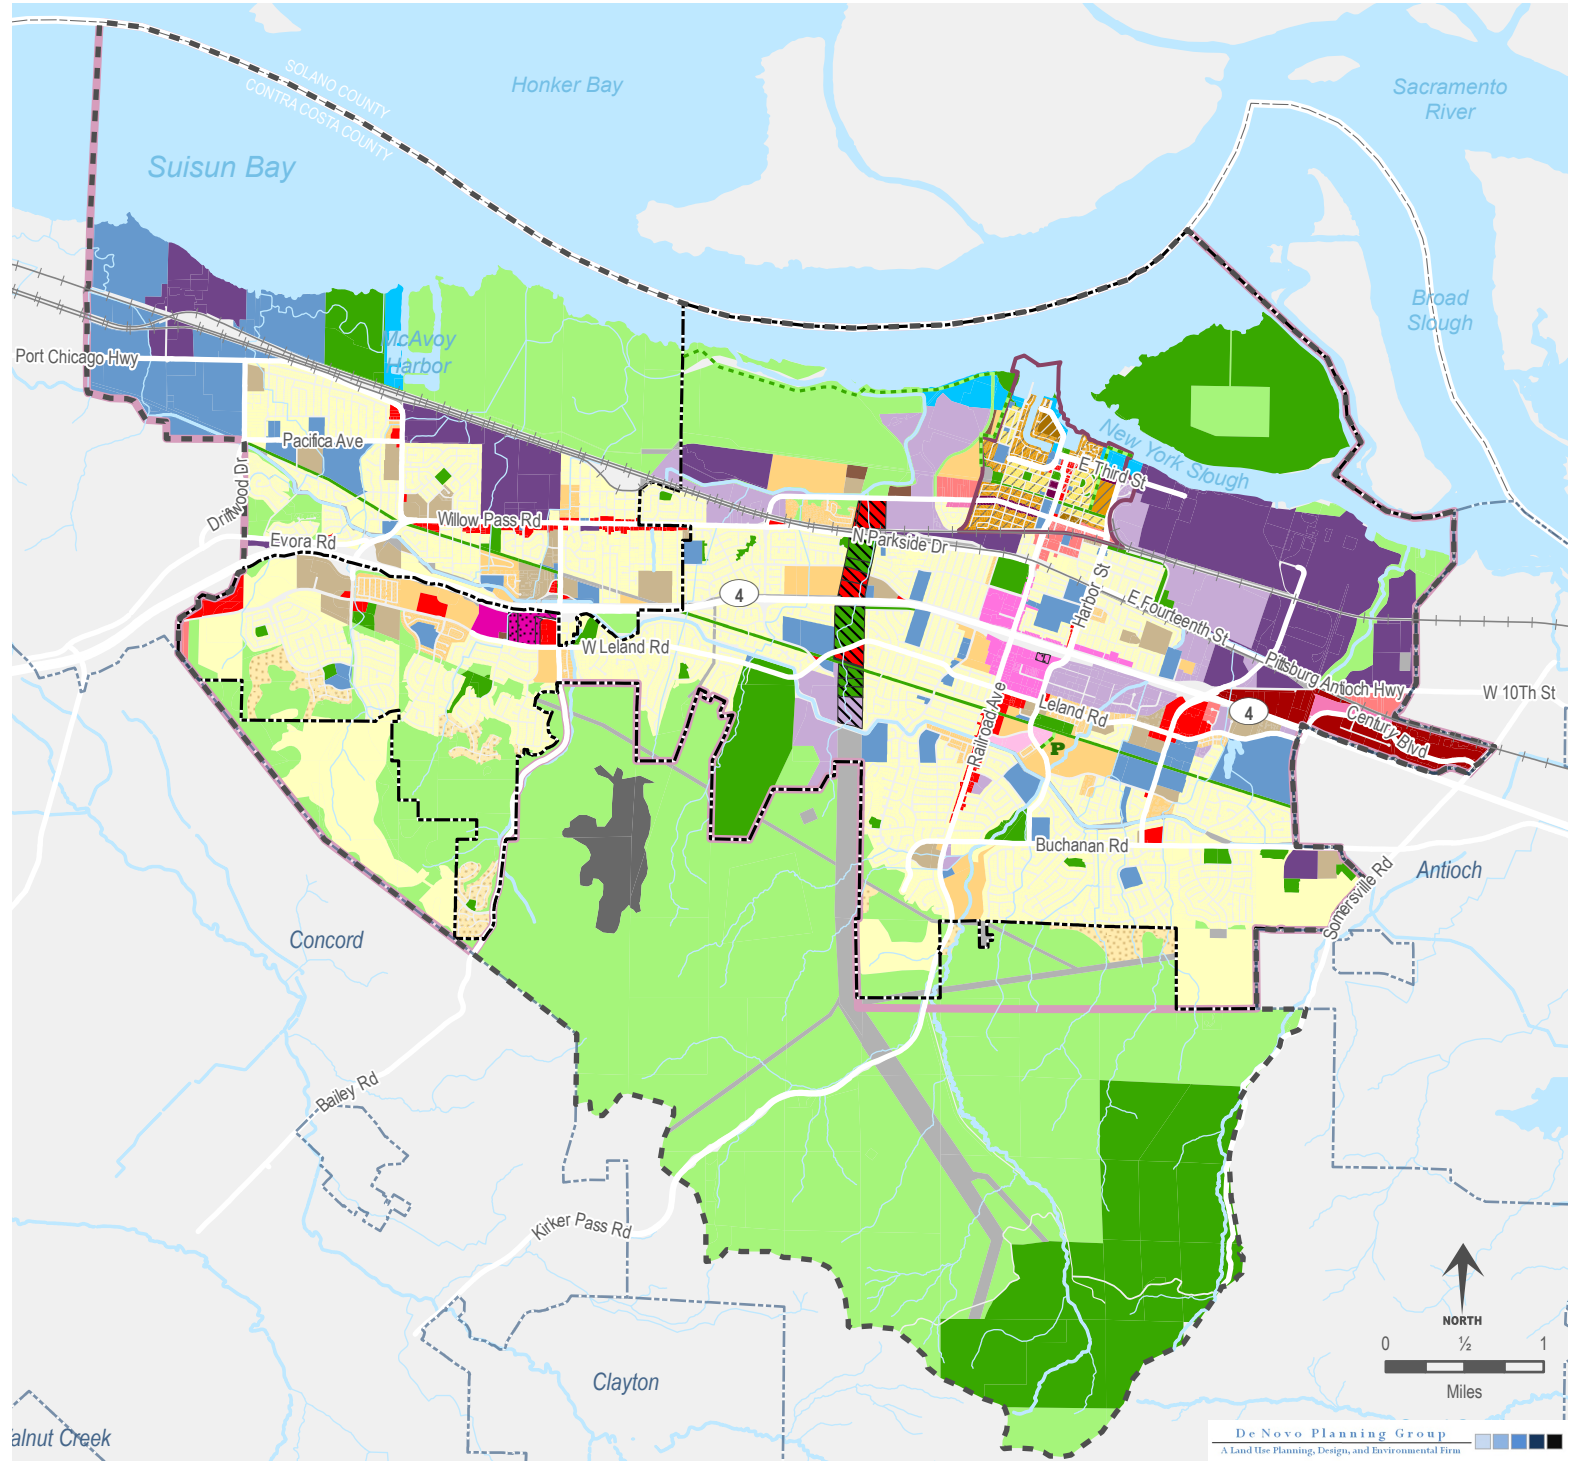 SOLANO COUNTY
CONTRA COSTA COUNTY
Honker Bay
Sacramento
River
Suisun Bay
Broad
Slough
McAvoy
Harbor
Port Chicago Hwy
New York Slough
Pacifica Ave
E Third St
Driftwood Dr
Willow Pass Rd
Evora Rd
N Parkside Dr
4
Harbor St
E Fourteenth St
W Leland Rd
Pittsburg Antioch Hwy
W 10Th St
Railroad Ave
Leland Rd
4
Century Blvd
P
Buchanan Rd
Somersville Rd
Antioch
Concord
Bailey Rd
Kirker Pass Rd
Clayton
alnut Creek
NORTH
0 ½ 1
Miles
De Novo Planning Group
A Land Use Planning, Design, and Environmental Firm